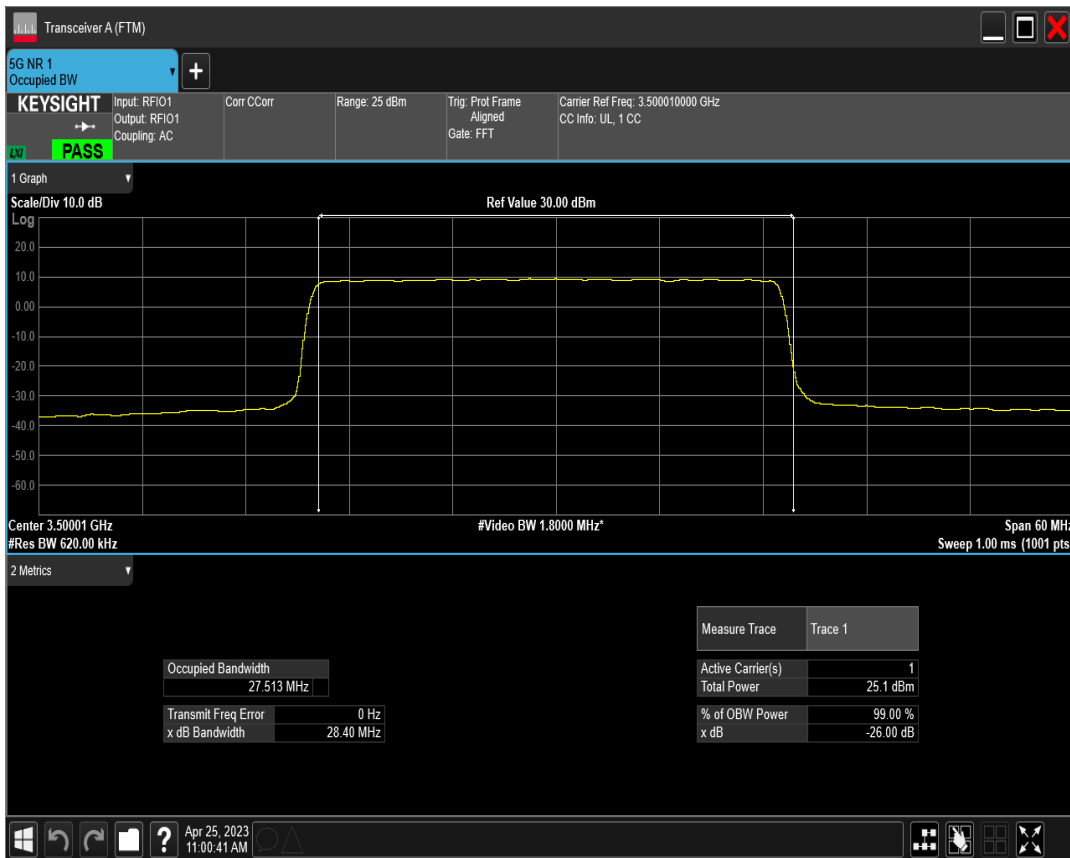 Transceiver A (FTM)
5G NR 1
Occupied BW
+
KEYSIGHT
LXI
PASS
Input: RFIO1
Output: RFIO1
Coupling: AC
Corr CCorr
Range: 25 dBm
Trig: Prot Frame
Aligned
Gate: FFT
Carrier Ref Freq: 3.500010000 GHz
CC Info: UL, 1 CC
1 Graph
Scale/Div 10.0 dB
Ref Value 30.00 dBm
Log
20.0
10.0
0.00
-10.0
-20.0
-30.0
-40.0
-50.0
-60.0
Center 3.50001 GHz
#Video BW 1.8000 MHz*
Span 60 MHz
#Res BW 620.00 kHz
Sweep 1.00 ms (1001 pts
2 Metrics
Measure Trace Trace 1
Occupied Bandwidth
27.513 MHz
Active Carrier(s) 1
Total Power 25.1 dBm
Transmit Freq Error 0 Hz
x dB Bandwidth 28.40 MHz
% of OBW Power 99.00 %
x dB -26.00 dB
?
Apr 25, 2023
11:00:41 AM